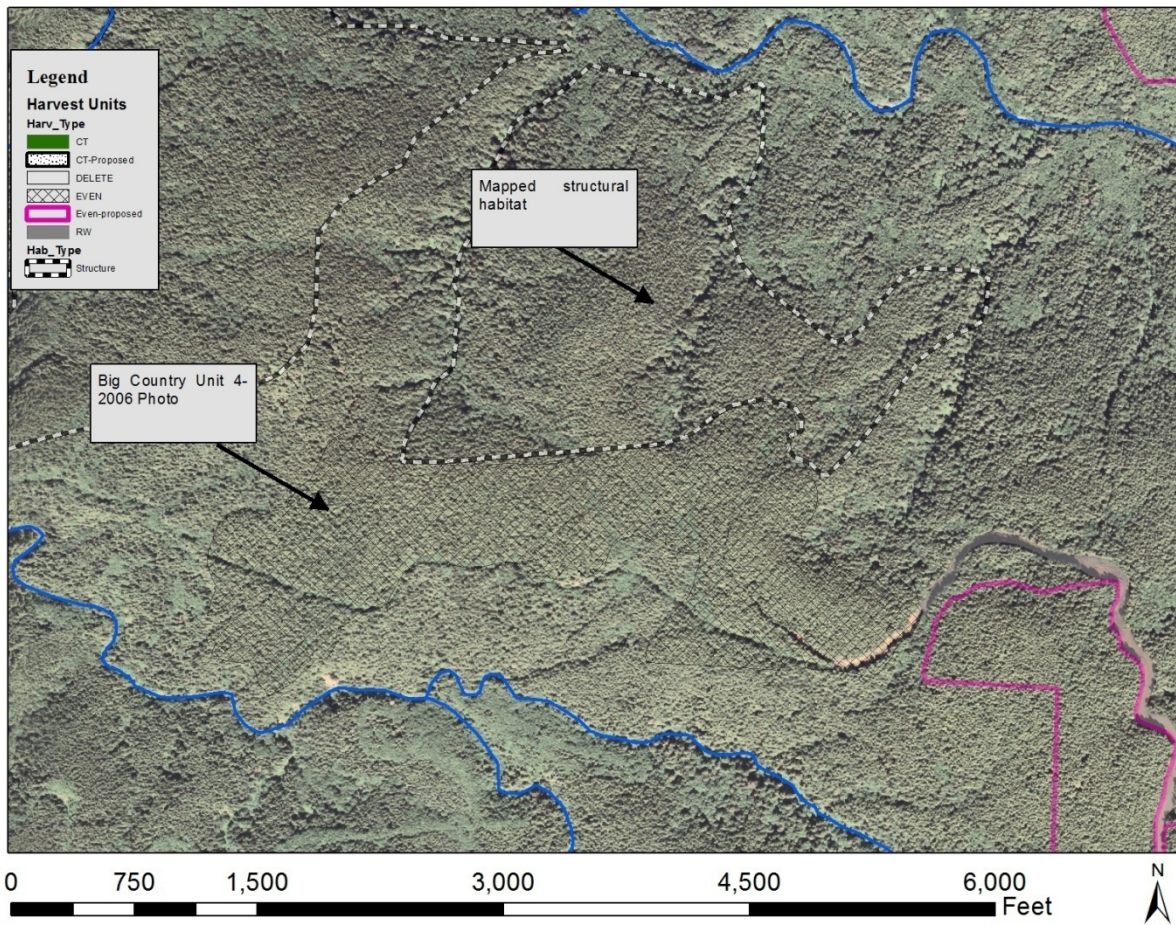 Legend
Harvest Units
Harv_Type
CT
CT-Proposed
DELETE
EVEN
Even-proposed
RW
Hab_Type
Structure
Mapped structural
habitat
Big Country Unit 4-
2006 Photo
0 750 1,500 3,000 4,500 6,000
Feet
N